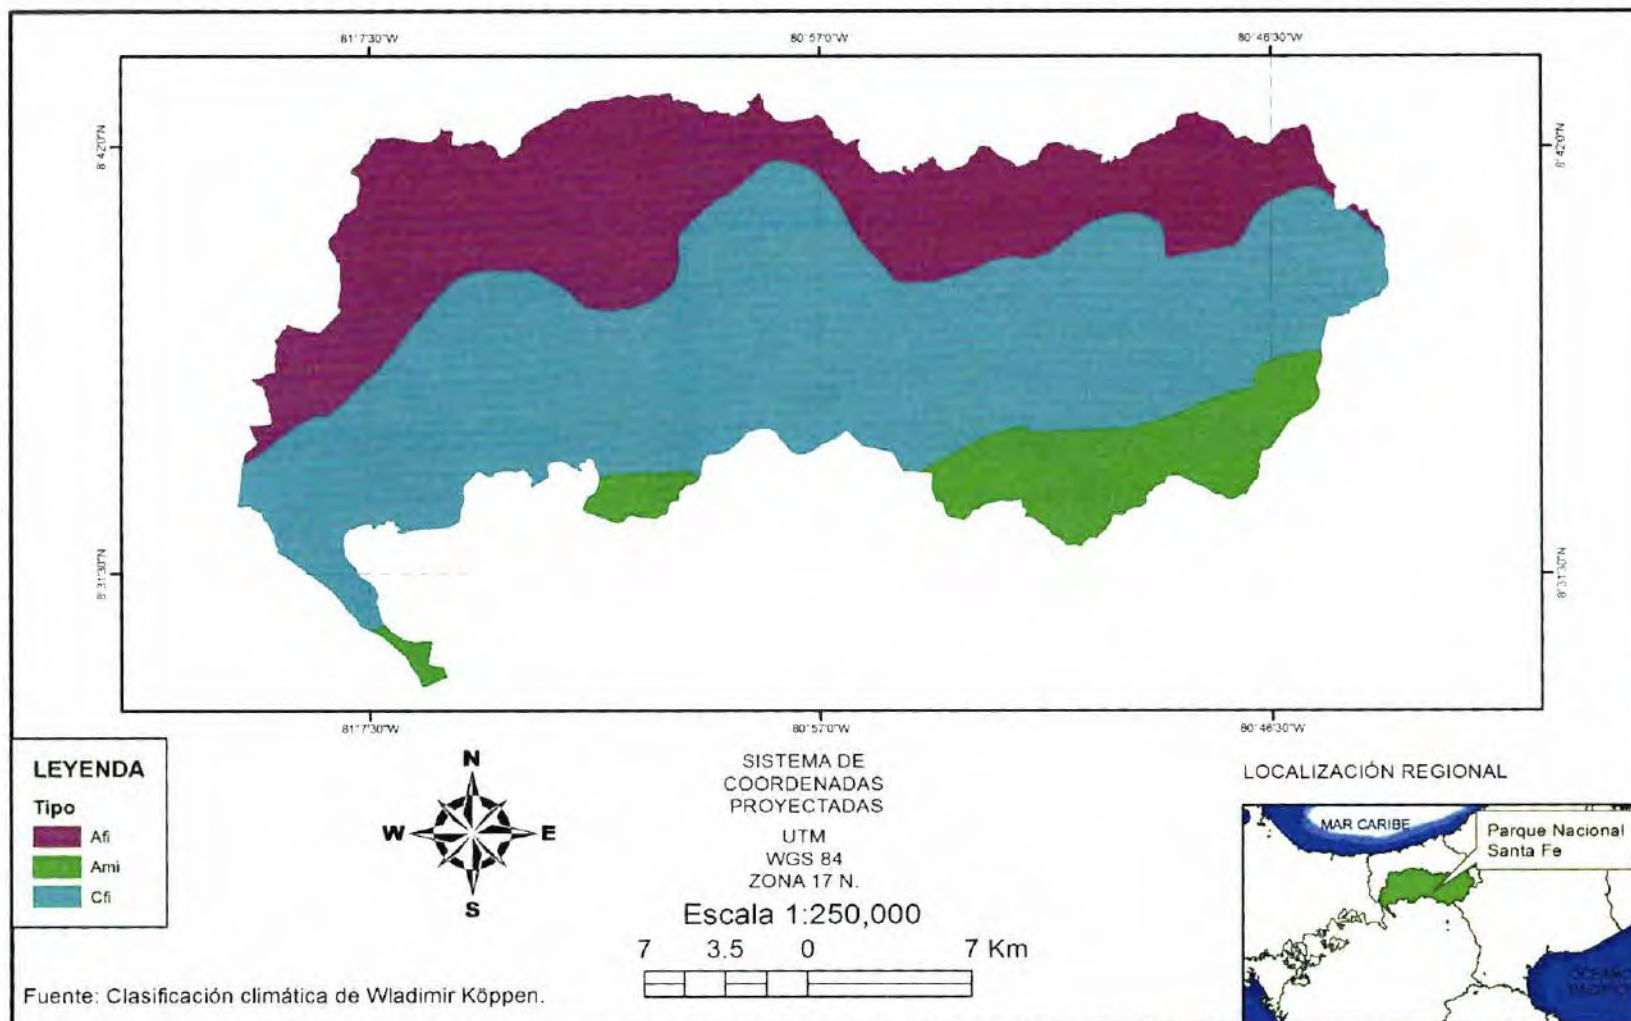 81°7'30"W
80°57'0"W
80°46'30"W
8°42'0"N
8°42'0"N
8°31'30"N
8°31'30"N
81°7'30"W
80°57'0"W
80°46'30"W
LEYENDA
Tipo
Afi
Ami
Cfi
N
W
E
S
SISTEMA DE
COORDENADAS
PROYECTADAS
UTM
WGS 84
ZONA 17 N.
Escala 1:250,000
7 3.5 0 7 Km
Fuente: Clasificación climática de Wladimir Köppen.
LOCALIZACIÓN REGIONAL
MAR CARIBE
Parque Nacional
Santa Fe